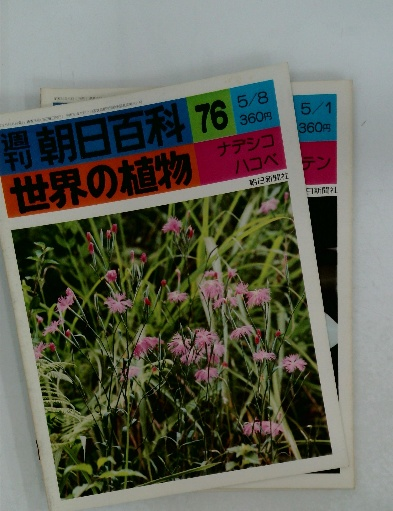 週刊 朝日百科
世界の植物
76
5/8
360円
ナデシコ
ハコベ
朝日新聞社
5/1
360円
テン
日新聞社